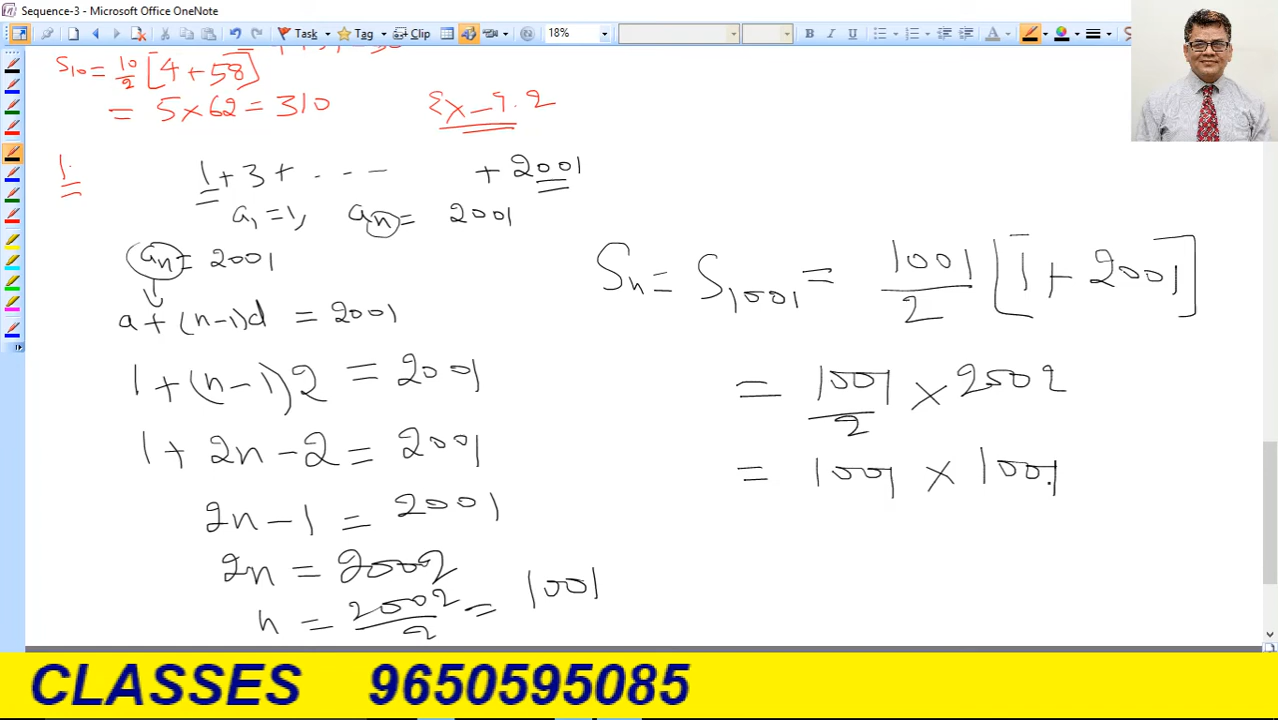 Sequence-3 - Microsoft Office OneNote
Task Tag Clip 18% B I U
S10 = 10/2 [4 + 58]
= 5 × 62 = 310
Ex - 9.2
1. 1 + 3 + . - - - + 2001
a1 = 1, an = 2001
an = 2001
a + (n-1)d = 2001
1 + (n-1)2 = 2001
1 + 2n - 2 = 2001
2n - 1 = 2001
2n = 2002
n = 2002/2 = 1001
Sn = S1001 = 1001/2 [1 + 2001]
= 1001/2 × 2002
= 1001 × 1001
CLASSES 9650595085